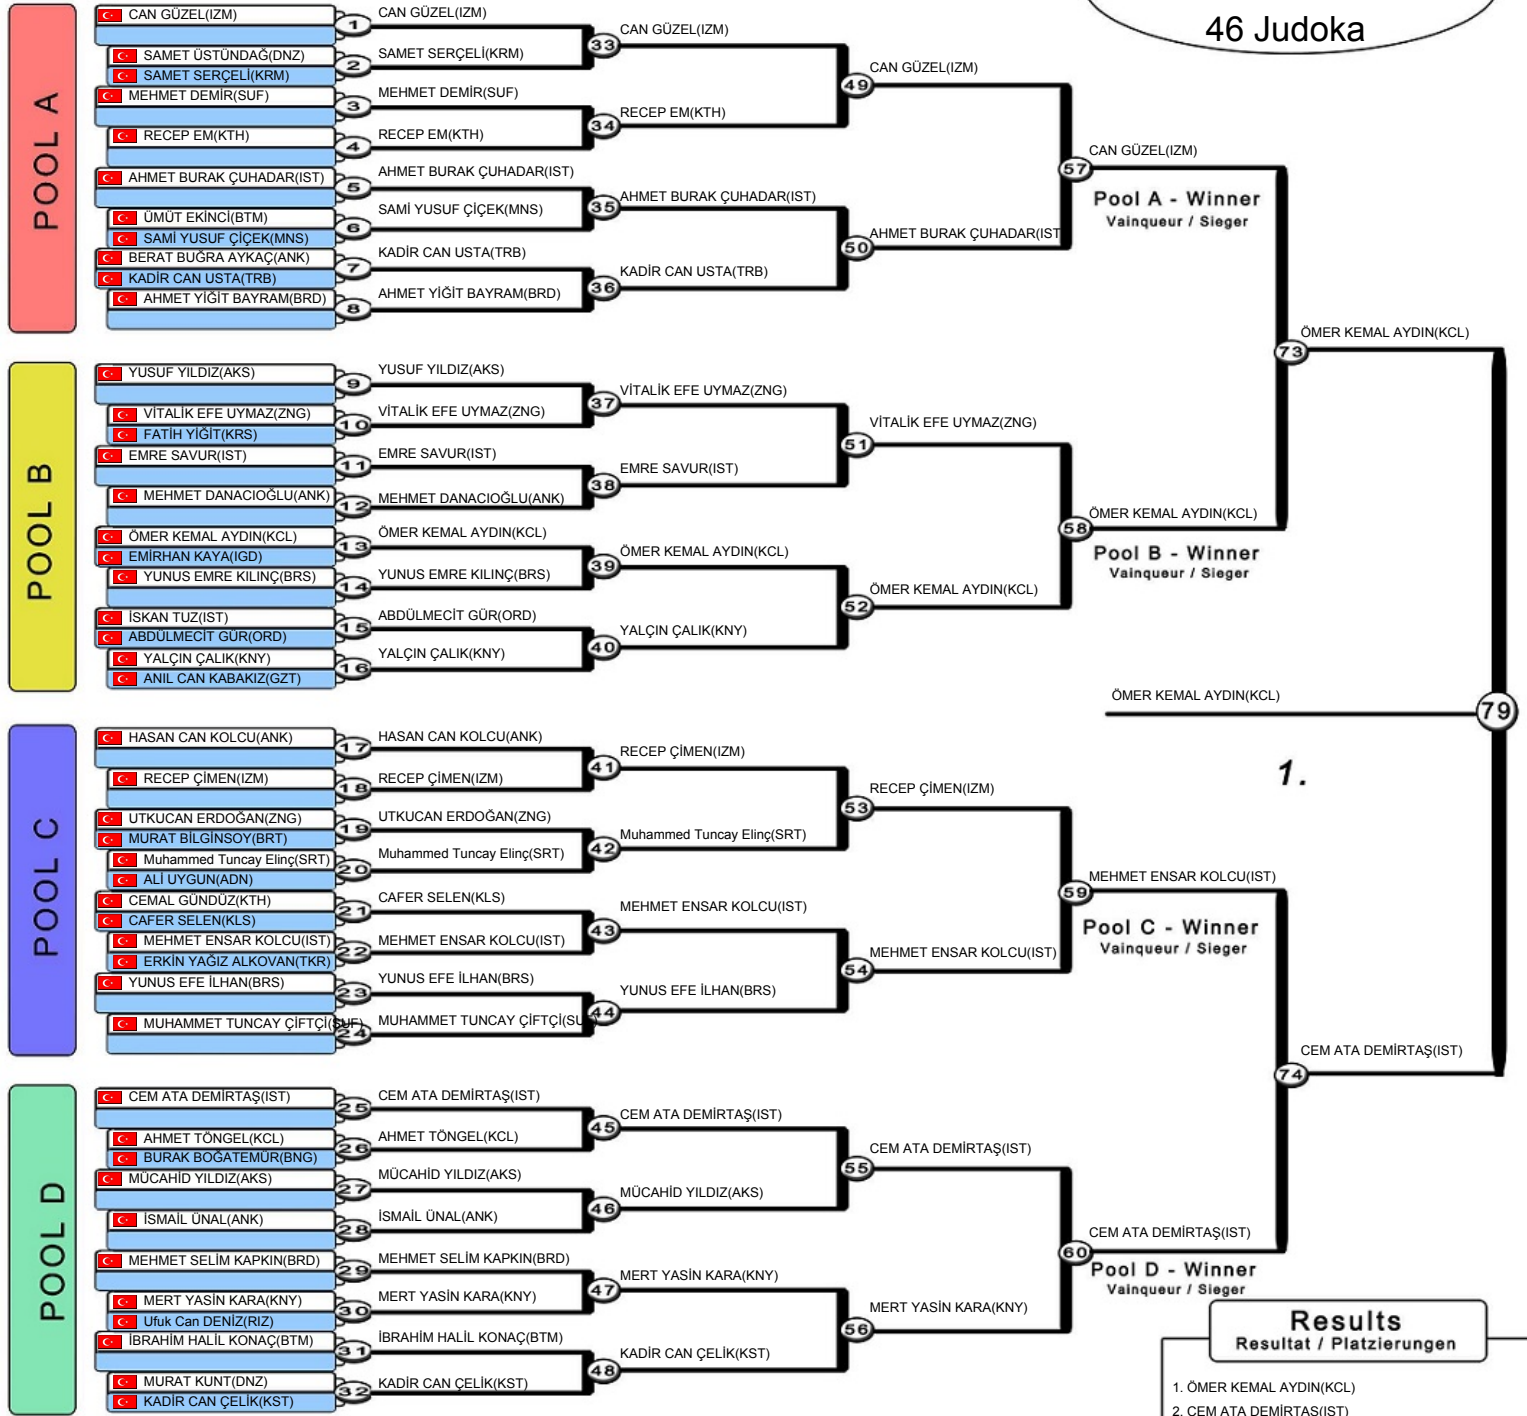 46 Judoka
POOL A
CAN GÜZEL(IZM)
SAMET ÜSTÜNDAĞ(DNZ)
SAMET SERÇELİ(KRM)
MEHMET DEMİR(SUF)
RECEP EM(KTH)
AHMET BURAK ÇUHADAR(IST)
ÜMÜT EKİNCİ(BTM)
SAMİ YUSUF ÇİÇEK(MNS)
BERAT BUĞRA AYKAÇ(ANK)
KADİR CAN USTA(TRB)
AHMET YİĞİT BAYRAM(BRD)
1
2
3
4
5
6
7
8
CAN GÜZEL(IZM)
SAMET SERÇELİ(KRM)
MEHMET DEMİR(SUF)
RECEP EM(KTH)
AHMET BURAK ÇUHADAR(IST)
SAMİ YUSUF ÇİÇEK(MNS)
KADİR CAN USTA(TRB)
AHMET YİĞİT BAYRAM(BRD)
33
34
35
36
CAN GÜZEL(IZM)
RECEP EM(KTH)
AHMET BURAK ÇUHADAR(IST)
KADİR CAN USTA(TRB)
49
50
CAN GÜZEL(IZM)
AHMET BURAK ÇUHADAR(IST
57
CAN GÜZEL(IZM)
Pool A - Winner
Vainqueur / Sieger
POOL B
YUSUF YILDIZ(AKS)
VİTALİK EFE UYMAZ(ZNG)
FATİH YİĞİT(KRS)
EMRE SAVUR(IST)
MEHMET DANACIOĞLU(ANK)
ÖMER KEMAL AYDIN(KCL)
EMİRHAN KAYA(IGD)
YUNUS EMRE KILINÇ(BRS)
İSKAN TUZ(IST)
ABDÜLMECİT GÜR(ORD)
YALÇIN ÇALIK(KNY)
ANIL CAN KABAKIZ(GZT)
9
10
11
12
13
14
15
16
YUSUF YILDIZ(AKS)
VİTALİK EFE UYMAZ(ZNG)
EMRE SAVUR(IST)
MEHMET DANACIOĞLU(ANK)
ÖMER KEMAL AYDIN(KCL)
YUNUS EMRE KILINÇ(BRS)
ABDÜLMECİT GÜR(ORD)
YALÇIN ÇALIK(KNY)
37
38
39
40
VİTALİK EFE UYMAZ(ZNG)
EMRE SAVUR(IST)
ÖMER KEMAL AYDIN(KCL)
YALÇIN ÇALIK(KNY)
51
52
VİTALİK EFE UYMAZ(ZNG)
ÖMER KEMAL AYDIN(KCL)
58
ÖMER KEMAL AYDIN(KCL)
Pool B - Winner
Vainqueur / Sieger
73
ÖMER KEMAL AYDIN(KCL)
ÖMER KEMAL AYDIN(KCL)
79
1.
POOL C
HASAN CAN KOLCU(ANK)
RECEP ÇİMEN(IZM)
UTKUCAN ERDOĞAN(ZNG)
MURAT BİLGİNSOY(BRT)
Muhammed Tuncay Elinç(SRT)
ALİ UYGUN(ADN)
CEMAL GÜNDÜZ(KTH)
CAFER SELEN(KLS)
MEHMET ENSAR KOLCU(IST)
ERKİN YAĞIZ ALKOVAN(TKR)
YUNUS EFE İLHAN(BRS)
MUHAMMET TUNCAY ÇİFTÇİ(SUF)
17
18
19
20
21
22
23
24
HASAN CAN KOLCU(ANK)
RECEP ÇİMEN(IZM)
UTKUCAN ERDOĞAN(ZNG)
Muhammed Tuncay Elinç(SRT)
CAFER SELEN(KLS)
MEHMET ENSAR KOLCU(IST)
YUNUS EFE İLHAN(BRS)
MUHAMMET TUNCAY ÇİFTÇİ(SUF)
41
42
43
44
RECEP ÇİMEN(IZM)
Muhammed Tuncay Elinç(SRT)
MEHMET ENSAR KOLCU(IST)
YUNUS EFE İLHAN(BRS)
53
54
RECEP ÇİMEN(IZM)
MEHMET ENSAR KOLCU(IST)
59
MEHMET ENSAR KOLCU(IST)
Pool C - Winner
Vainqueur / Sieger
74
CEM ATA DEMİRTAŞ(IST)
POOL D
CEM ATA DEMİRTAŞ(IST)
AHMET TÖNGEL(KCL)
BURAK BOĞATEMÜR(BNG)
MÜCAHİD YILDIZ(AKS)
İSMAİL ÜNAL(ANK)
MEHMET SELİM KAPKIN(BRD)
MERT YASİN KARA(KNY)
Ufuk Can DENİZ(RIZ)
İBRAHİM HALİL KONAÇ(BTM)
MURAT KUNT(DNZ)
KADİR CAN ÇELİK(KST)
25
26
27
28
29
30
31
32
CEM ATA DEMİRTAŞ(IST)
AHMET TÖNGEL(KCL)
MÜCAHİD YILDIZ(AKS)
İSMAİL ÜNAL(ANK)
MEHMET SELİM KAPKIN(BRD)
MERT YASİN KARA(KNY)
İBRAHİM HALİL KONAÇ(BTM)
KADİR CAN ÇELİK(KST)
45
46
47
48
CEM ATA DEMİRTAŞ(IST)
MÜCAHİD YILDIZ(AKS)
MERT YASİN KARA(KNY)
KADİR CAN ÇELİK(KST)
55
56
CEM ATA DEMİRTAŞ(IST)
MERT YASİN KARA(KNY)
60
CEM ATA DEMİRTAŞ(IST)
Pool D - Winner
Vainqueur / Sieger
Results
Resultat / Platzierungen
1. ÖMER KEMAL AYDIN(KCL)
2. CEM ATA DEMİRTAŞ(IST)